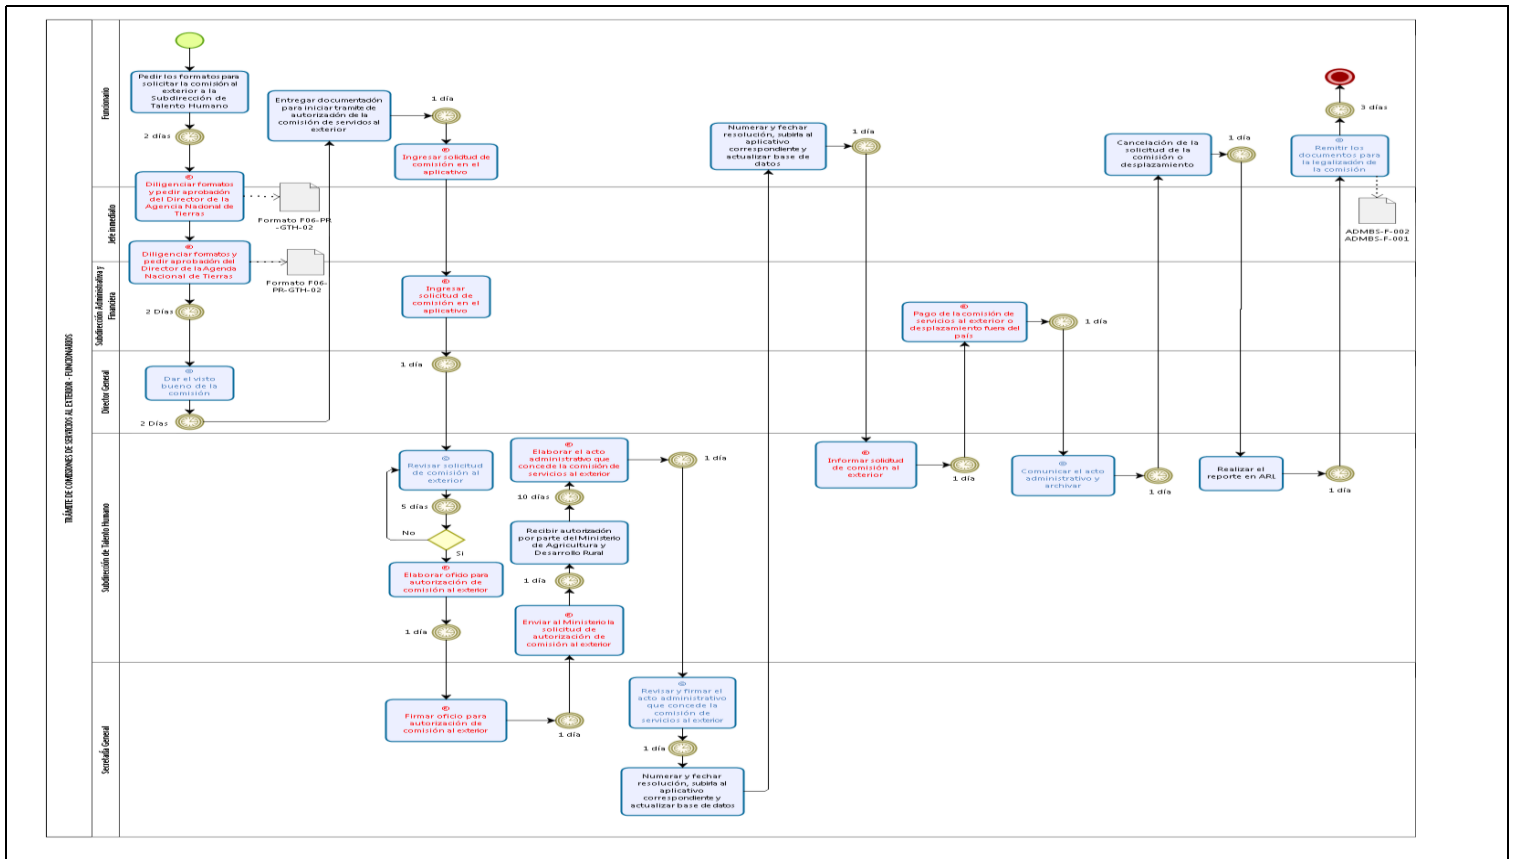 TRÁMITE DE COMISIONES DE SERVICIOS AL EXTERIOR - FUNCIONARIOS
Funcionario
Pedir los formatos para
solicitar la comisión al
exterior a la
Subdirección de
Talento Humano
2 días
Diligenciar formatos
y pedir aprobación
del Director de la
Agencia Nacional de
Tierras
Formato F06-PR
-GTH-02
Entregar documentación
para iniciar tramite de
autorización de la
comisión de servicios al
exterior
1 día
Ingresar solicitud de
comisión en el
aplicativo
Numerar y fechar
resolución, subirla al
aplicativo
correspondiente y
actualizar base de
datos
1 día
Cancelación de la
solicitud de la
comisión o
desplazamiento
1 día
3 días
Remitir los
documentos para
la legalización de
la comisión
ADMBS-F-002
ADMBS-F-001
Jefe inmediato
Diligenciar formatos y
pedir aprobación del
Director de la Agenda
Nacional de Tierras
Formato F06-
PR-GTH-02
Subdirección Administrativa y
Financiera
2 Días
Ingresar
solicitud de
comisión en el
aplicativo
Pago de la comisión de
servicios al exterior o
desplazamiento fuera del
país
1 día
Director General
Dar el visto
bueno de la
comisión
2 Días
1 día
Subdirección de Talento Humano
Revisar solicitud
de comisión al
exterior
5 días
No
Si
Elaborar oficio para
autorización de
comisión al exterior
1 día
Elaborar el acto
administrativo que
concede la comisión de
servicios al exterior
1 día
10 días
Recibir autorización
por parte del Ministerio
de Agricultura y
Desarrollo Rural
1 día
Enviar al Ministerio la
solicitud de
autorización de
comisión al exterior
Informar solicitud
de comisión al
exterior
1 día
Comunicar el acto
administrativo y
archivar
1 día
Realizar el
reporte en ARL
1 día
Secretaría General
Firmar oficio para
autorización de
comisión al exterior
1 día
Revisar y firmar el
acto administrativo
que concede la
comisión de
servicios al exterior
1 día
Numerar y fechar
resolución, subirla al
aplicativo
correspondiente y
actualizar base de datos